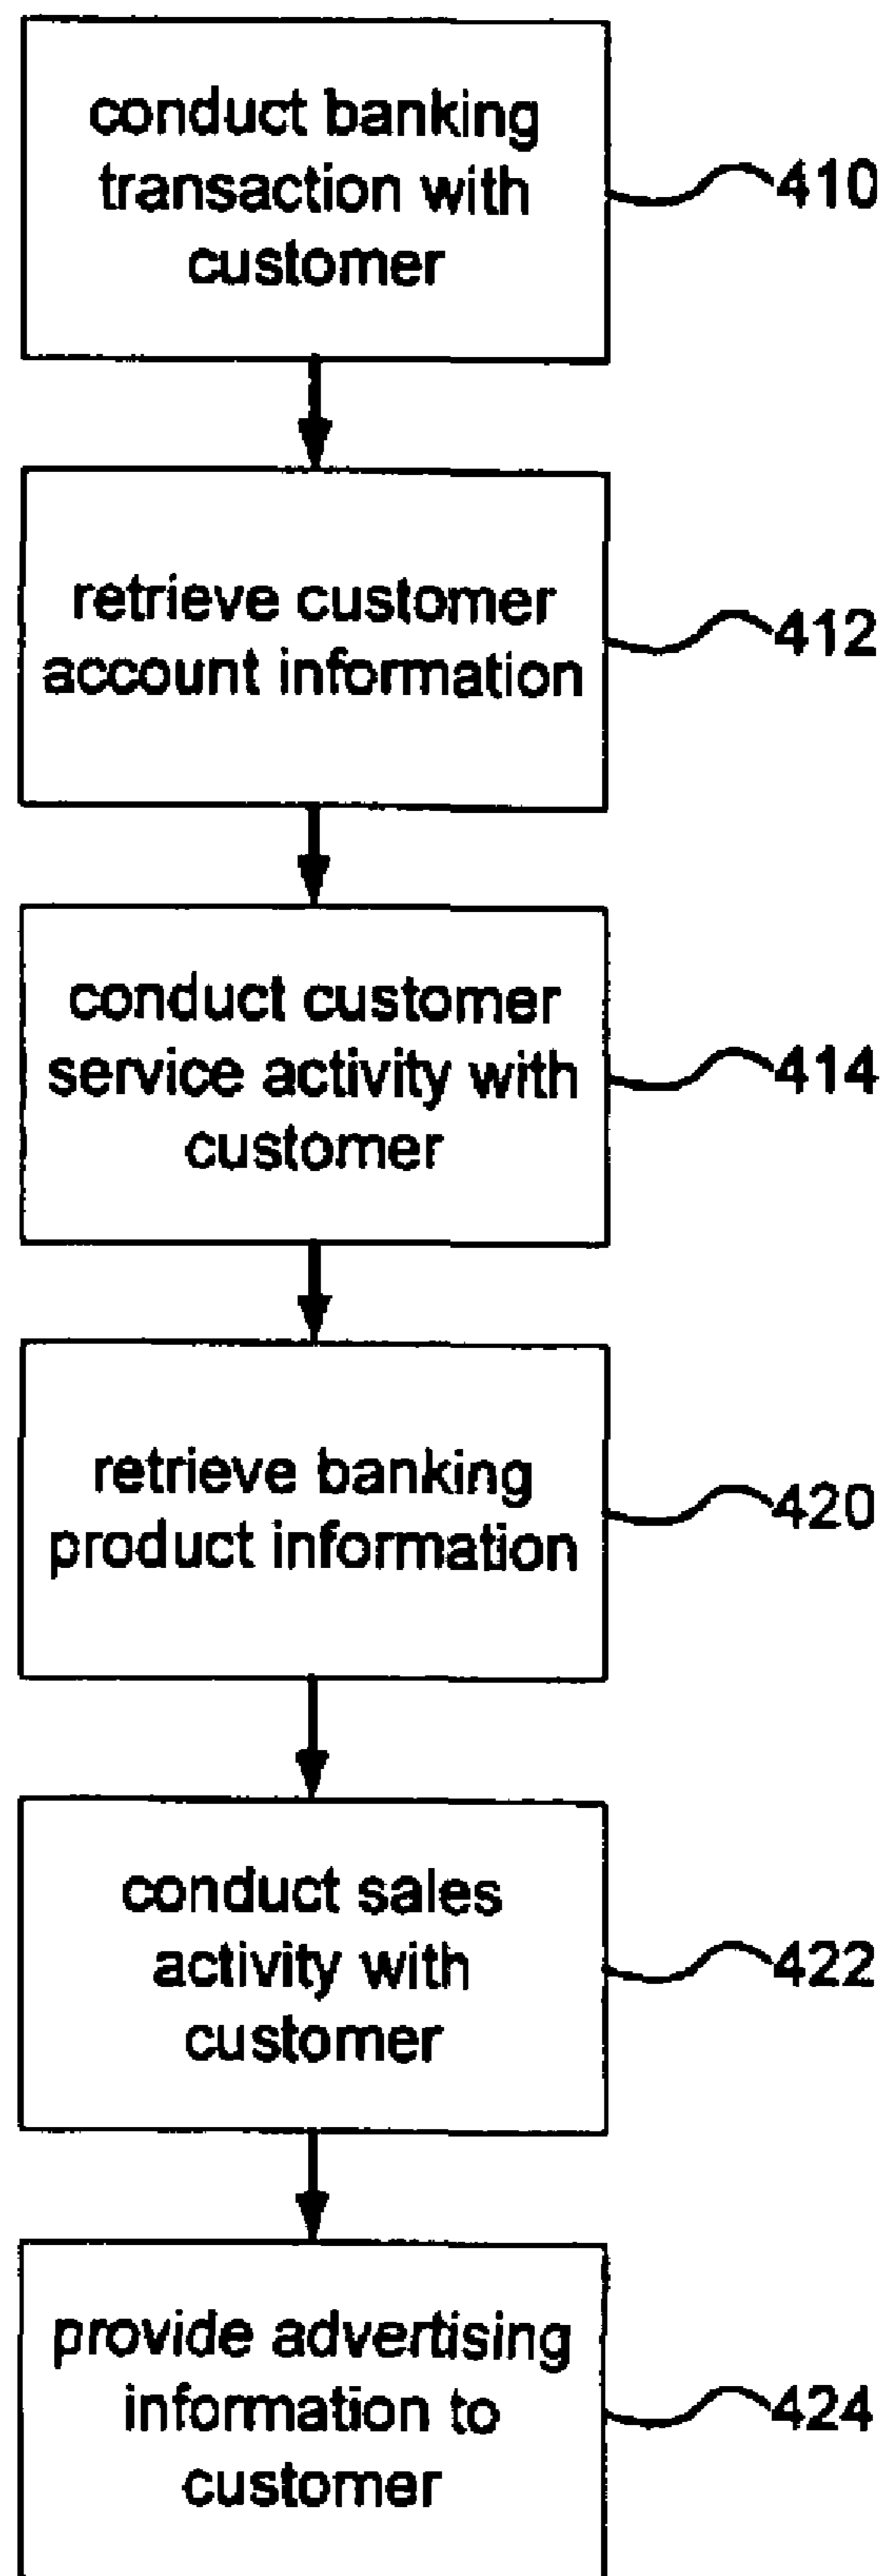 conduct banking
transaction with
customer
410
retrieve customer
account information
412
conduct customer
service activity with
customer
414
retrieve banking
product information
420
conduct sales
activity with
customer
422
provide advertising
information to
customer
424